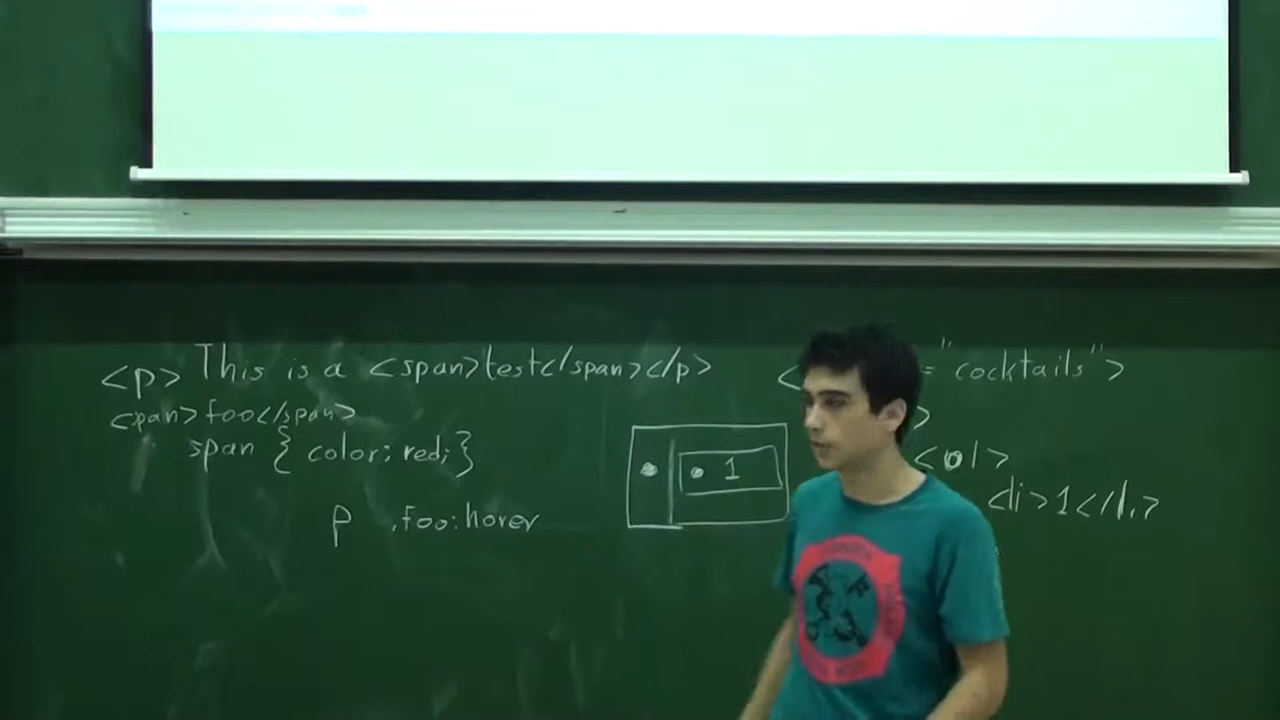 <p> This is a <span>test</span></p>
<span>foo</span>
span { color: red; }
p .foo:hover
1
< = "cocktails">
>
<ol>
<li>1</li>